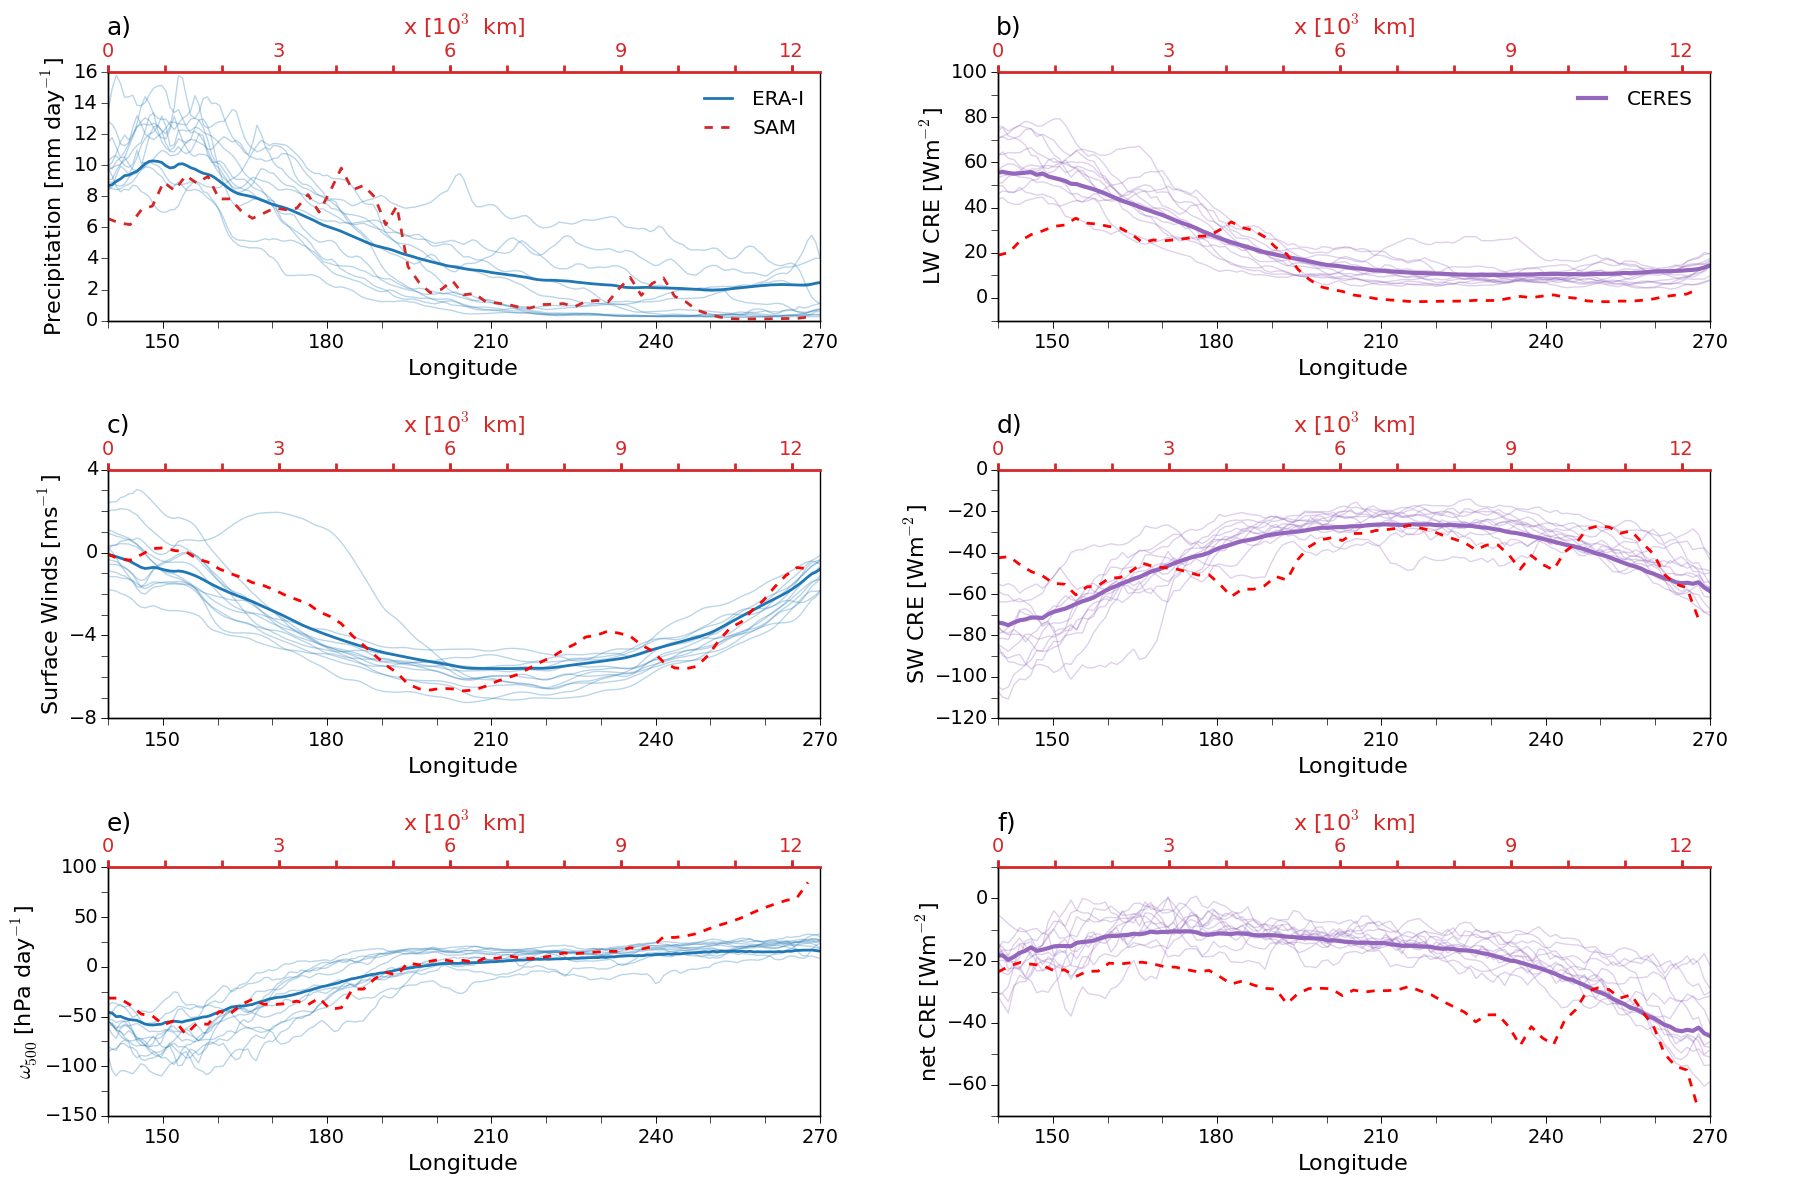 a)
x [10³ km]
0 3 6 9 12
Precipitation [mm day⁻¹]
16
14
12
10
8
6
4
2
0
ERA-I
SAM
150 180 210 240 270
Longitude
b)
x [10³ km]
0 3 6 9 12
LW CRE [Wm⁻²]
100
80
60
40
20
0
CERES
150 180 210 240 270
Longitude
c)
x [10³ km]
0 3 6 9 12
Surface Winds [ms⁻¹]
4
0
−4
−8
150 180 210 240 270
Longitude
d)
x [10³ km]
0 3 6 9 12
SW CRE [Wm⁻²]
0
−20
−40
−60
−80
−100
−120
150 180 210 240 270
Longitude
e)
x [10³ km]
0 3 6 9 12
ω₅₀₀ [hPa day⁻¹]
100
50
0
−50
−100
−150
150 180 210 240 270
Longitude
f)
x [10³ km]
0 3 6 9 12
net CRE [Wm⁻²]
0
−20
−40
−60
150 180 210 240 270
Longitude